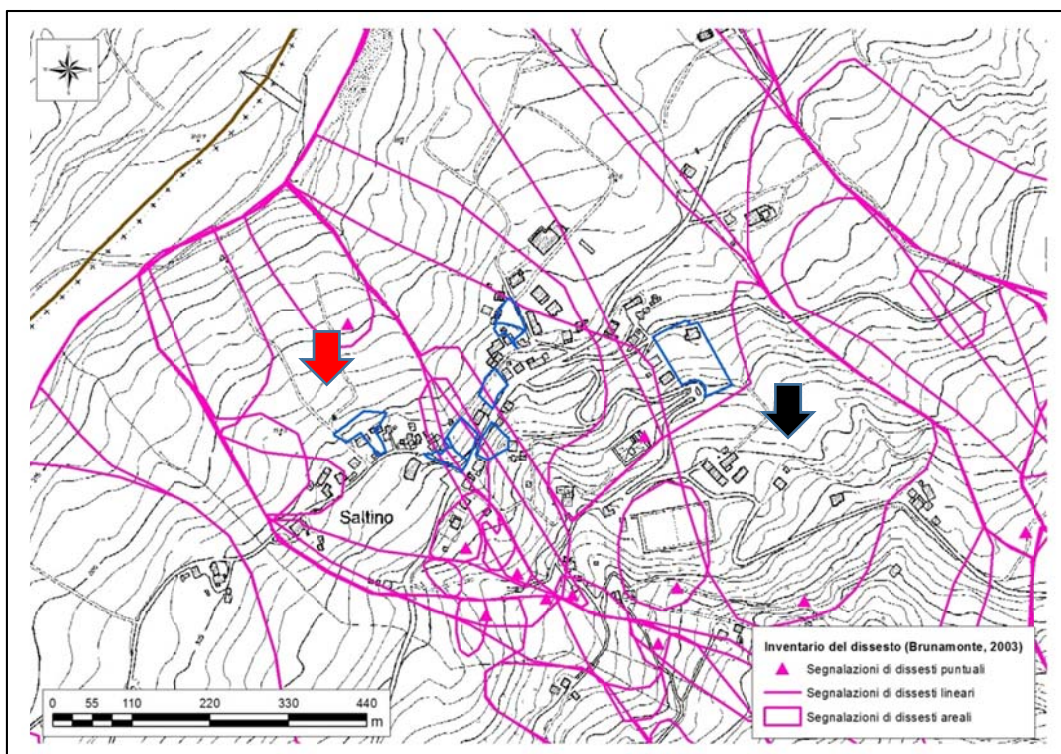 Saltino
Inventario del dissesto (Brunamonte, 2003)
Segnalazioni di dissesti puntuali
Segnalazioni di dissesti lineari
Segnalazioni di dissesti areali
0 55 110 220 330 440
m